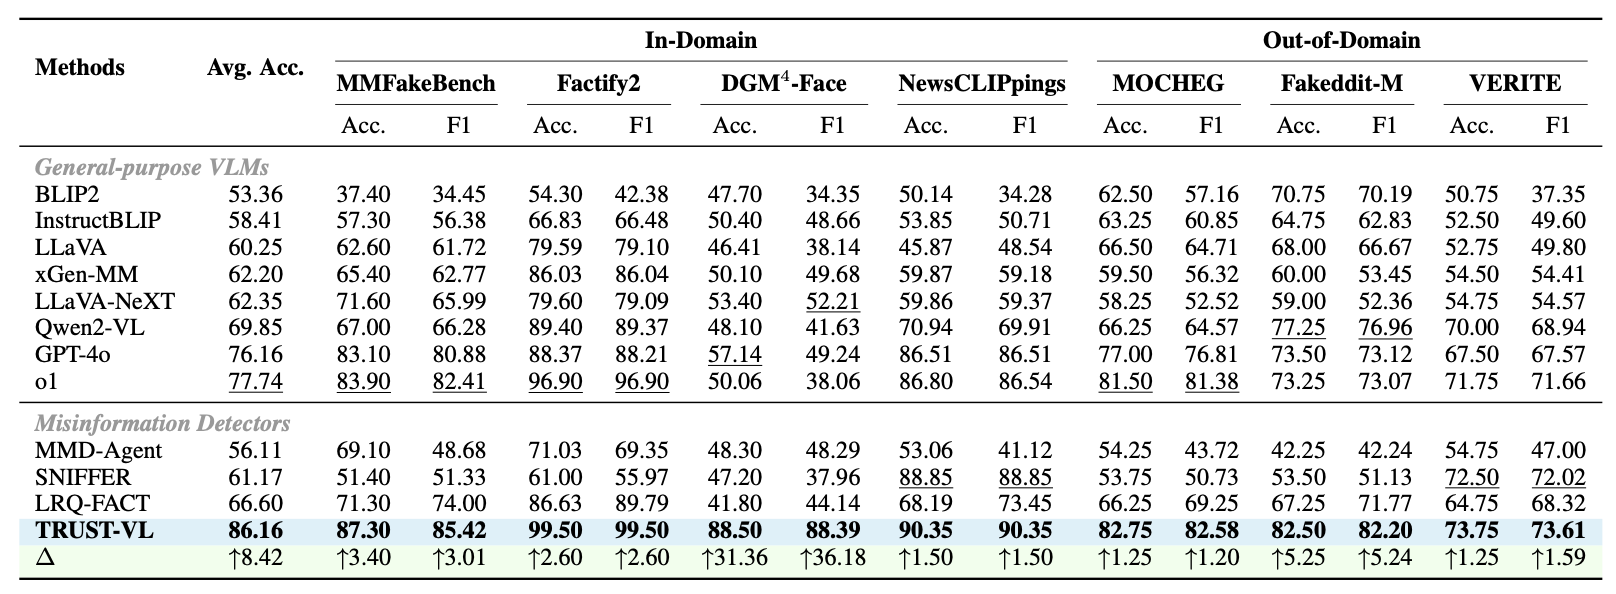 Methods Avg. Acc. In-Domain Out-of-Domain
MMFakeBench Factify2 DGM⁴-Face NewsCLIPpings MOCHEG Fakeddit-M VERITE
Acc. F1 Acc. F1 Acc. F1 Acc. F1 Acc. F1 Acc. F1 Acc. F1
General-purpose VLMs
BLIP2 53.36 37.40 34.45 54.30 42.38 47.70 34.35 50.14 34.28 62.50 57.16 70.75 70.19 50.75 37.35
InstructBLIP 58.41 57.30 56.38 66.83 66.48 50.40 48.66 53.85 50.71 63.25 60.85 64.75 62.83 52.50 49.60
LLaVA 60.25 62.60 61.72 79.59 79.10 46.41 38.14 45.87 48.54 66.50 64.71 68.00 66.67 52.75 49.80
xGen-MM 62.20 65.40 62.77 86.03 86.04 50.10 49.68 59.87 59.18 59.50 56.32 60.00 53.45 54.50 54.41
LLaVA-NeXT 62.35 71.60 65.99 79.60 79.09 53.40 52.21 59.86 59.37 58.25 52.52 59.00 52.36 54.75 54.57
Qwen2-VL 69.85 67.00 66.28 89.40 89.37 48.10 41.63 70.94 69.91 66.25 64.57 77.25 76.96 70.00 68.94
GPT-4o 76.16 83.10 80.88 88.37 88.21 57.14 49.24 86.51 86.51 77.00 76.81 73.50 73.12 67.50 67.57
o1 77.74 83.90 82.41 96.90 96.90 50.06 38.06 86.80 86.54 81.50 81.38 73.25 73.07 71.75 71.66
Misinformation Detectors
MMD-Agent 56.11 69.10 48.68 71.03 69.35 48.30 48.29 53.06 41.12 54.25 43.72 42.25 42.24 54.75 47.00
SNIFFER 61.17 51.40 51.33 61.00 55.97 47.20 37.96 88.85 88.85 53.75 50.73 53.50 51.13 72.50 72.02
LRQ-FACT 66.60 71.30 74.00 86.63 89.79 41.80 44.14 68.19 73.45 66.25 69.25 67.25 71.77 64.75 68.32
TRUST-VL 86.16 87.30 85.42 99.50 99.50 88.50 88.39 90.35 90.35 82.75 82.58 82.50 82.20 73.75 73.61
Δ ↑8.42 ↑3.40 ↑3.01 ↑2.60 ↑2.60 ↑31.36 ↑36.18 ↑1.50 ↑1.50 ↑1.25 ↑1.20 ↑5.25 ↑5.24 ↑1.25 ↑1.59